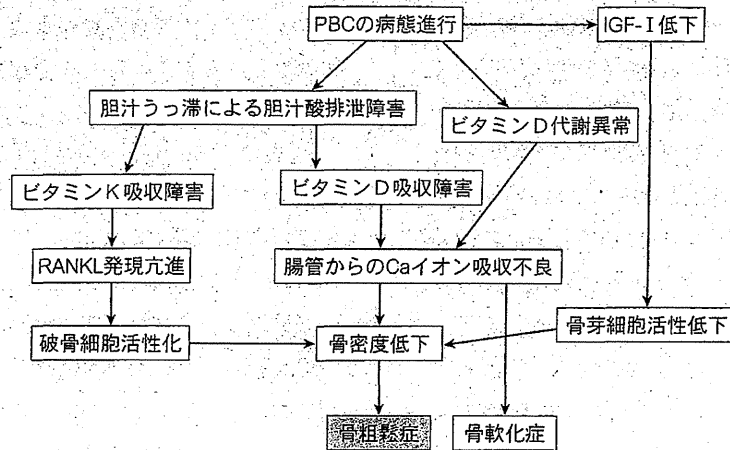 PBCの病態進行
IGF-I低下
胆汁うっ滞による胆汁酸排泄障害
ビタミンD代謝異常
ビタミンK吸収障害
ビタミンD吸収障害
RANKL発現亢進
腸管からのCaイオン吸収不良
破骨細胞活性化
骨密度低下
骨芽細胞活性低下
骨粗鬆症
骨軟化症